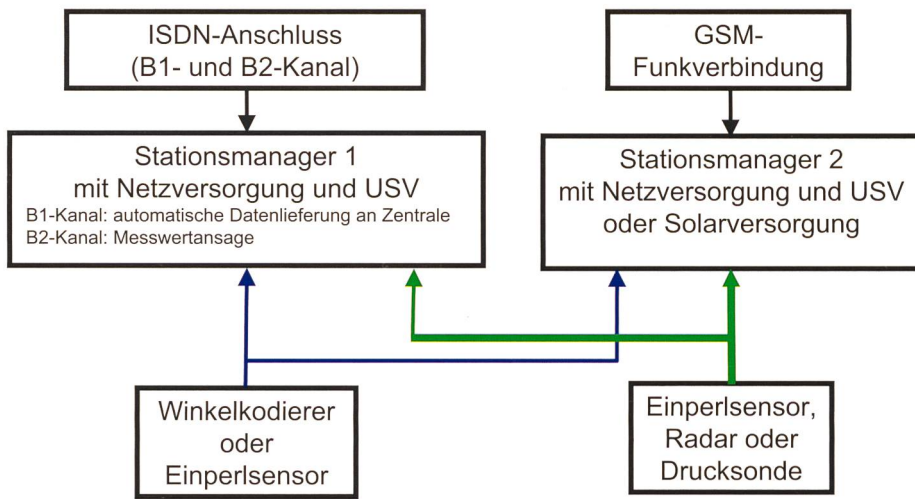 ISDN-Anschluss
(B1- und B2-Kanal)
GSM-
Funkverbindung
Stationsmanager 1
mit Netzversorgung und USV
B1-Kanal: automatische Datenlieferung an Zentrale
B2-Kanal: Messwertansage
Stationsmanager 2
mit Netzversorgung und USV
oder Solarversorgung
Winkelkodierer
oder
Einperlsensor
Einperlsensor,
Radar oder
Drucksonde